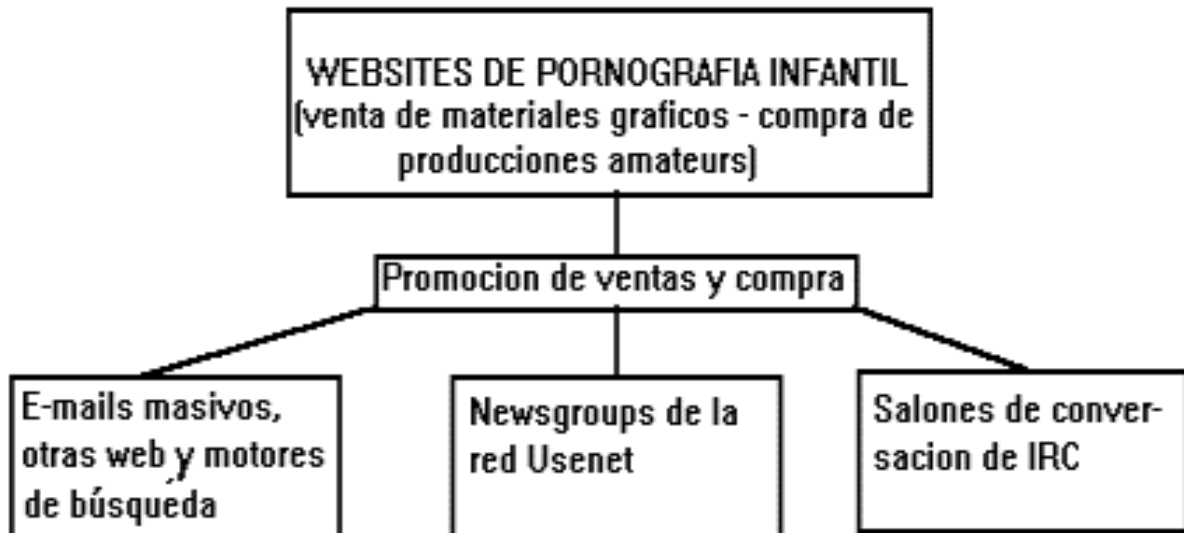 WEBSITES DE PORNOGRAFIA INFANTIL
(venta de materiales graficos - compra de
producciones amateurs)
Promocion de ventas y compra
E-mails masivos,
otras web y motores
de búsquéda
Newsgroups de la
red Usenet
Salones de conver-
sacion de IRC